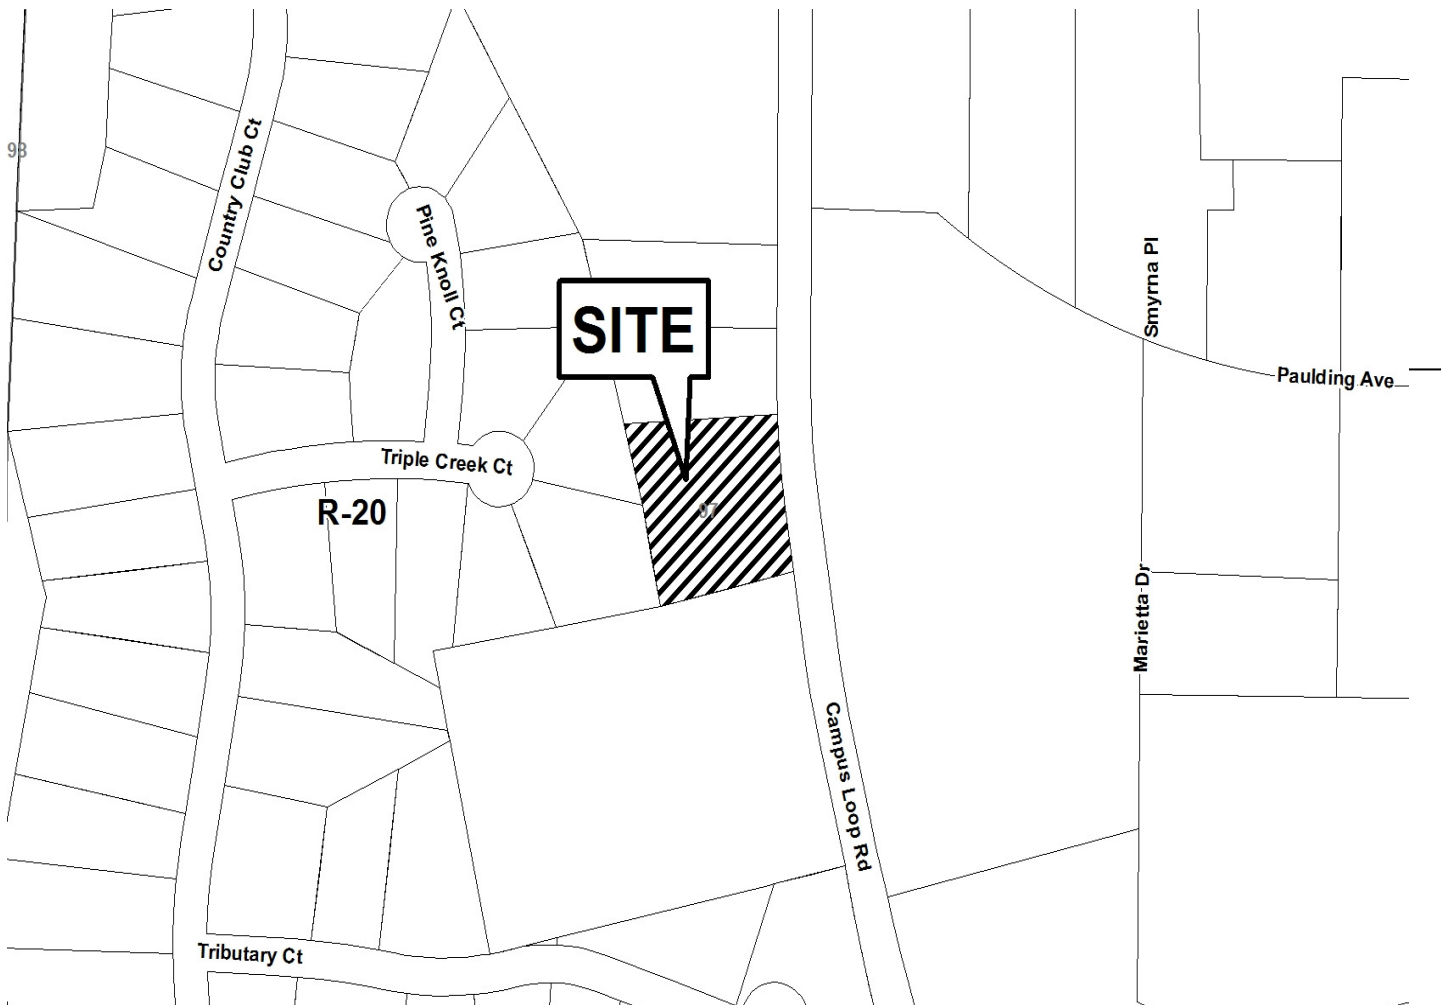 Country Club Ct
98
Pine Knoll Ct
Smyrna Pl
SITE
Paulding Ave
Triple Creek Ct
R-20
97
Marietta Dr
Campus Loop Rd
Tributary Ct